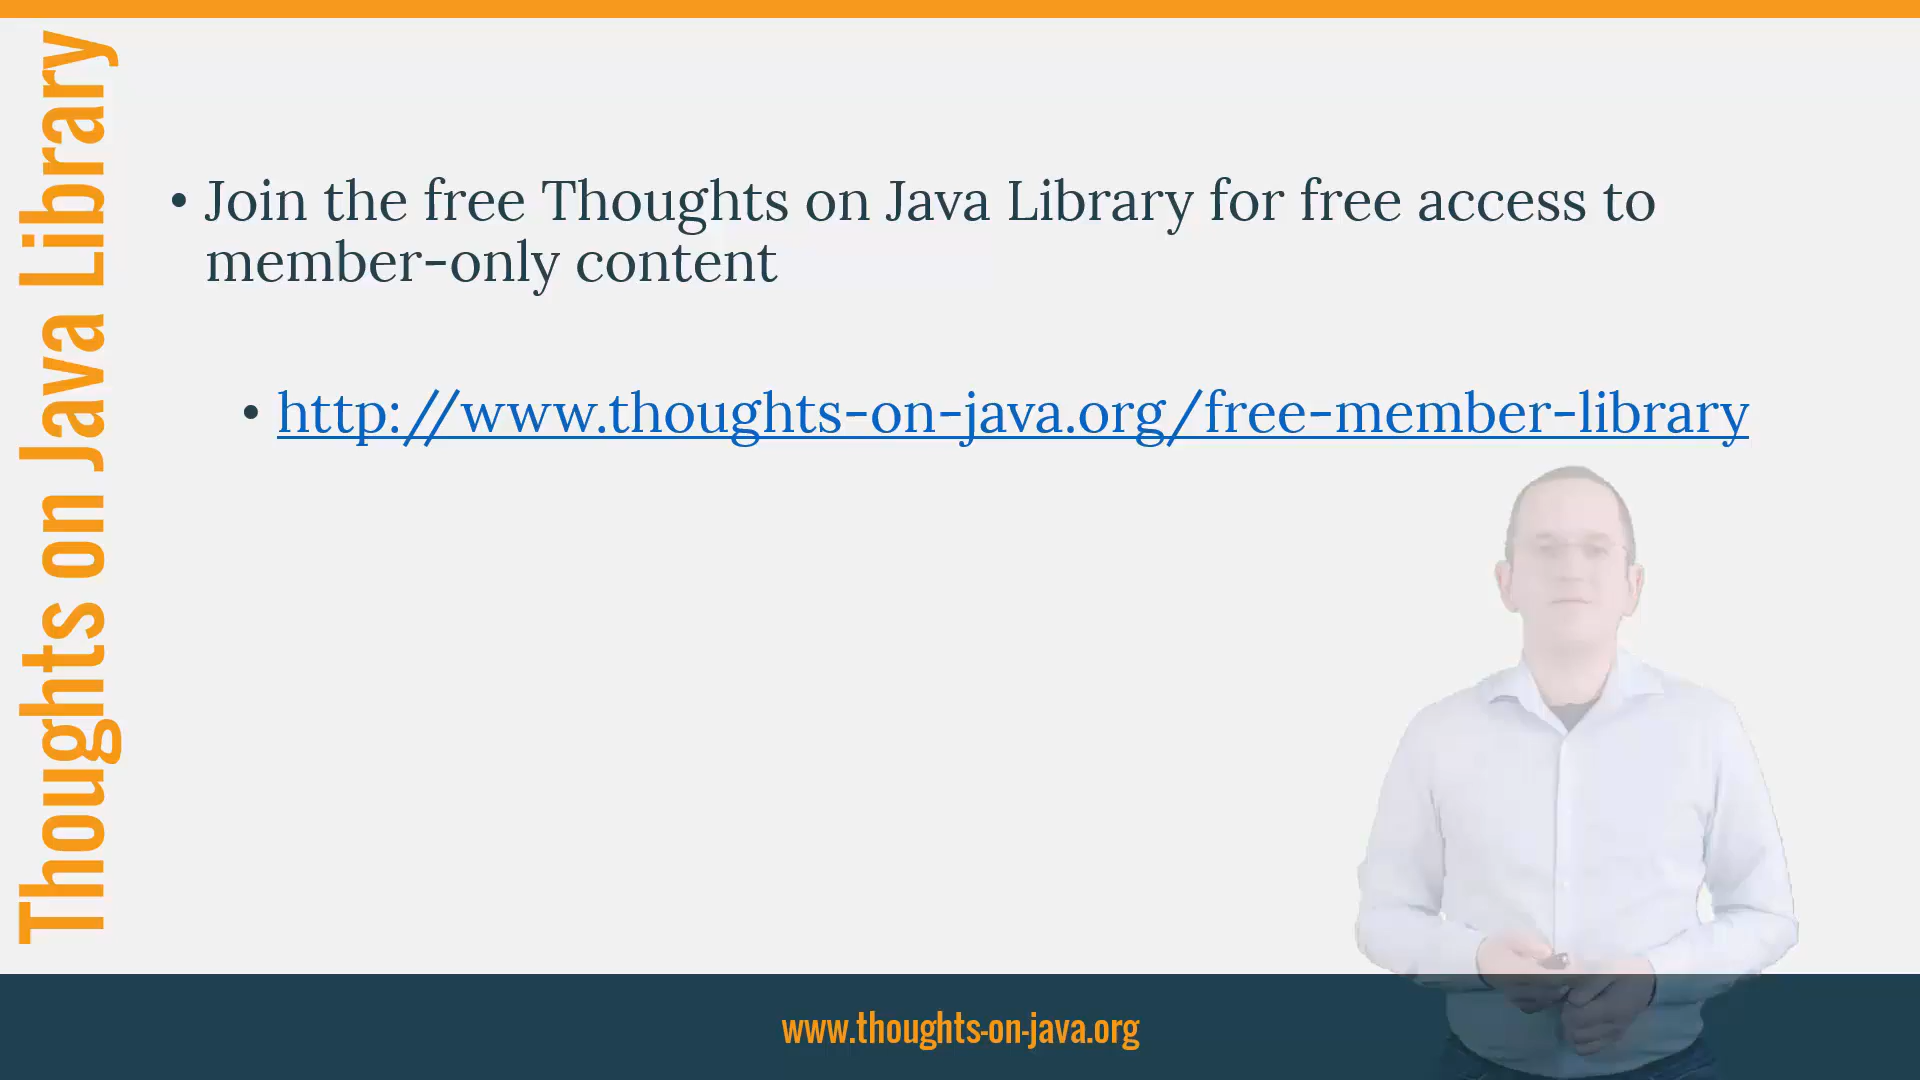 Thoughts on Java Library
• Join the free Thoughts on Java Library for free access to
member-only content
• http://www.thoughts-on-java.org/free-member-library
www.thoughts-on-java.org